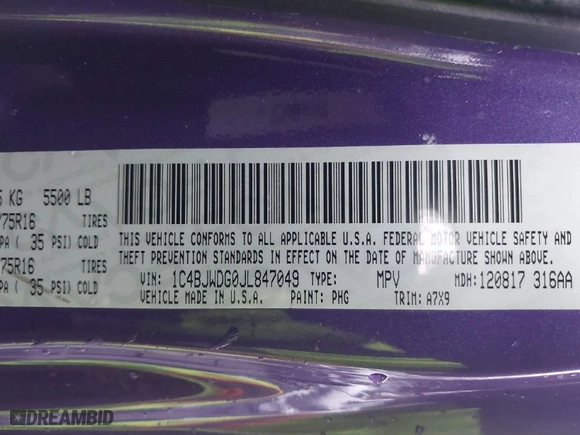 5 KG 5500 LB
/75R16 TIRES
PA ( 35 PSI) COLD
/75R16 TIRES
PA ( 35 PSI) COLD
THIS VEHICLE CONFORMS TO ALL APPLICABLE U.S.A. FEDERAL MOTOR VEHICLE SAFETY AND
THEFT PREVENTION STANDARDS IN EFFECT ON THE DATE OF MANUFACTURE SHOWN ABOVE.
VIN: 1C4BJWDG0JL847049 TYPE: MPV MDH: 120817 316AA
VEHICLE MADE IN U.S.A. PAINT: PHG TRIM: A7X9
DREAMBID